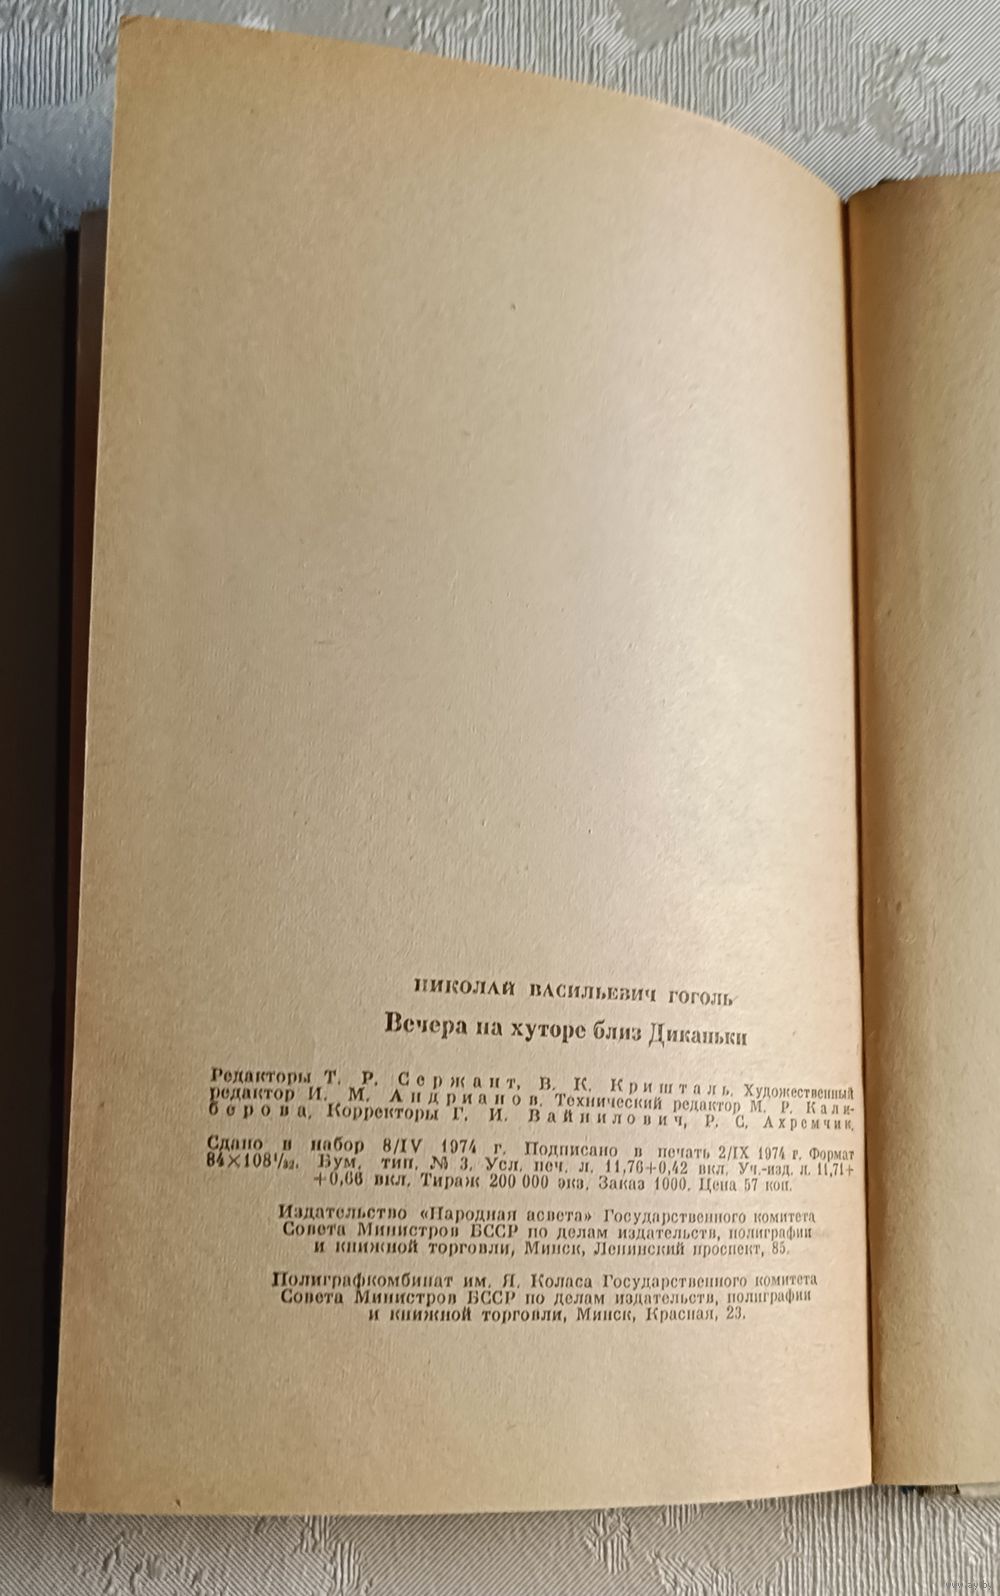 НИКОЛАЙ ВАСИЛЬЕВИЧ ГОГОЛЬ
Вечера на хуторе близ Диканьки
Редакторы Т. Р. Сержант, В. К. Кришталь. Художественный
редактор И. М. Андрианов. Технический редактор М. Р. Кали-
берова. Корректоры Г. И. Вайнилович, Р. С. Ахремчик.
Сдано в набор 8/IV 1974 г. Подписано в печать 2/IX 1974 г. Формат
84×108¹/₃₂. Бум. тип. № 3. Усл. печ. л. 11,76+0,42 вкл. Уч.-изд. л. 11,71+
+0,66 вкл. Тираж 200 000 экз. Заказ 1000. Цена 57 коп.
Издательство «Народная асвета» Государственного комитета
Совета Министров БССР по делам издательств, полиграфии
и книжной торговли, Минск, Ленинский проспект, 85.
Полиграфкомбинат им. Я. Коласа Государственного комитета
Совета Министров БССР по делам издательств, полиграфии
и книжной торговли, Минск, Красная, 23.